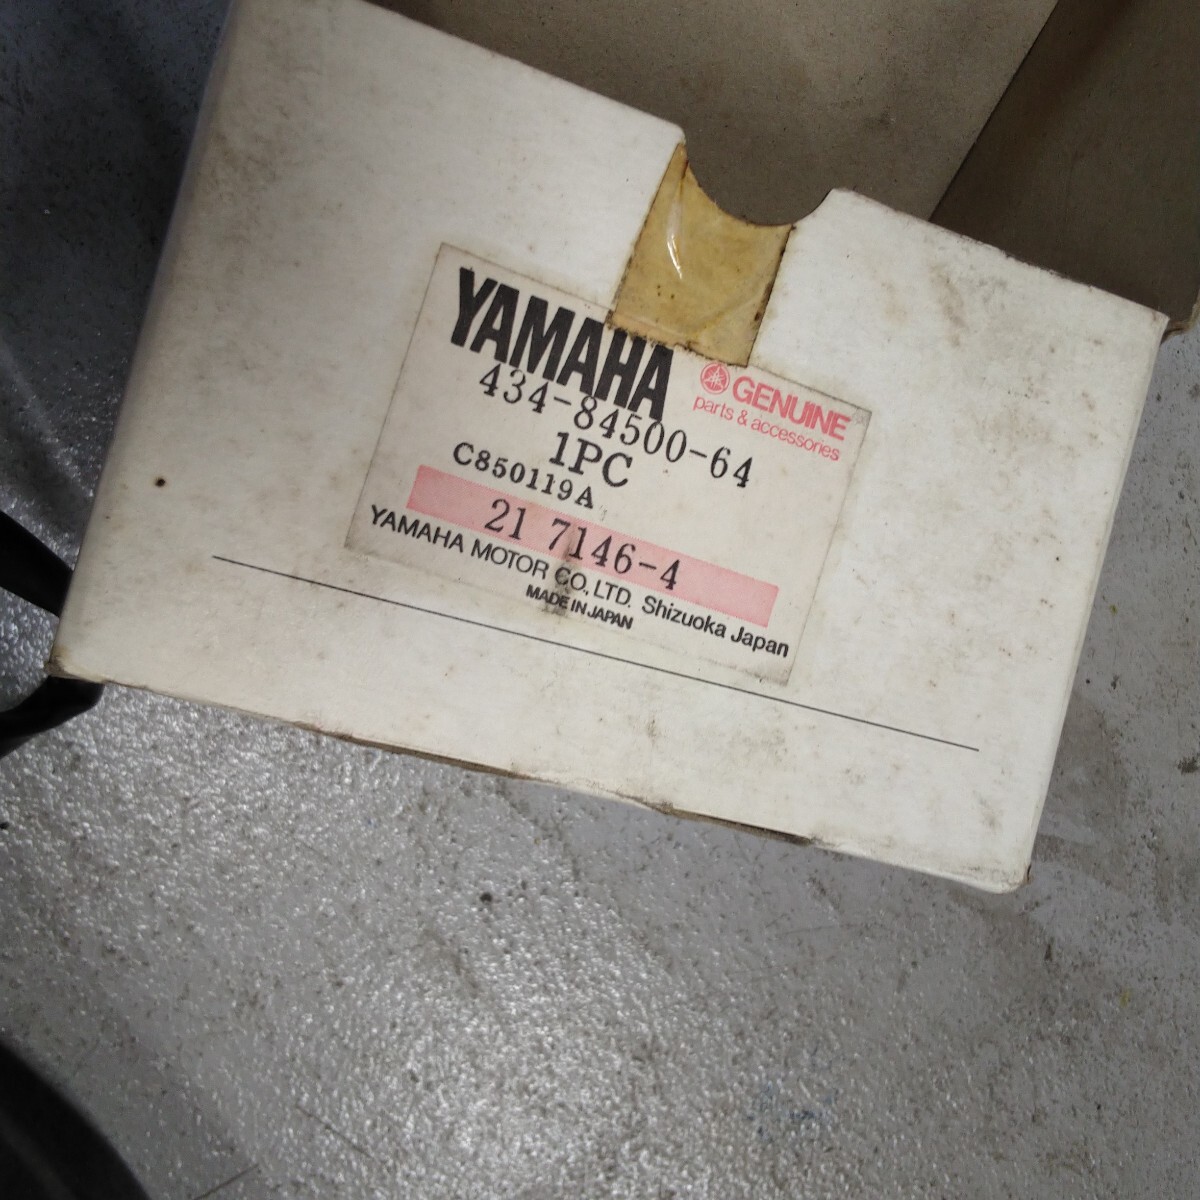 YAMAHA
GENUINE
parts & accessories
434-84500-64
1PC
C850119A
21 7146-4
YAMAHA MOTOR CO., LTD. Shizuoka Japan
MADE IN JAPAN